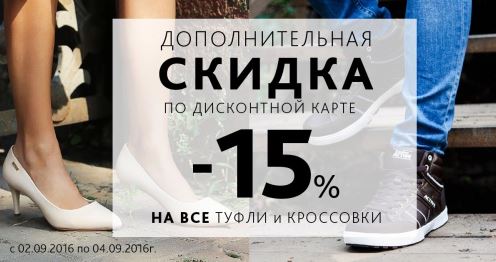 ДОПОЛНИТЕЛЬНАЯ
СКИДКА
ПО ДИСКОНТНОЙ КАРТЕ
-15%
НА ВСЕ ТУФЛИ и КРОССОВКИ
с 02.09.2016 по 04.09.2016г.